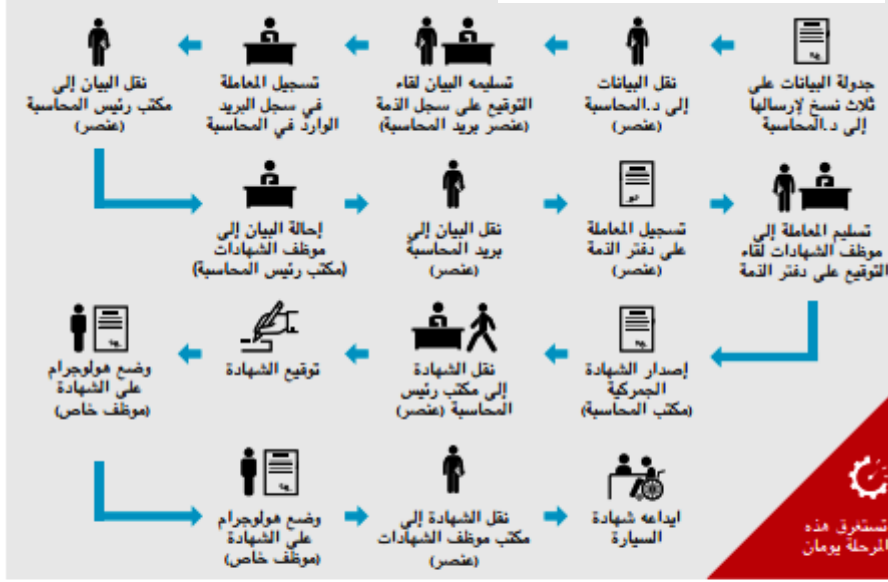 جدولة البيانات على
ثلاث نسخ لإرسالها
إلى د.المحاسبة
نقل البيانات
إلى د.المحاسبة
(عنصر)
تسليمه البيان لقاء
التوقيع على سجل الذمة
(عنصر بريد المحاسبة)
تسجيل المعاملة
في سجل البريد
الوارد في المحاسبة
نقل البيان إلى
مكتب رئيس المحاسبة
(عنصر)
إحالة البيان إلى
موظف الشهادات
(مكتب رئيس المحاسبة)
نقل البيان إلى
بريد المحاسبة
(عنصر)
تسجيل المعاملة
على دفتر الذمة
(عنصر)
تسليم المعاملة إلى
موظف الشهادات لقاء
التوقيع على دفتر الذمة
إصدار الشهادة
الجمركية
(مكتب المحاسبة)
نقل الشهادة
إلى مكتب رئيس
المحاسبة (عنصر)
توقيع الشهادة
وضع هولوجرام
على الشهادة
(موظف خاص)
وضع هولوجرام
على الشهادة
(موظف خاص)
نقل الشهادة إلى
مكتب موظف الشهادات
(عنصر)
ايداعه شهادة
السيارة
تستغرق هذه
المرحلة يومان